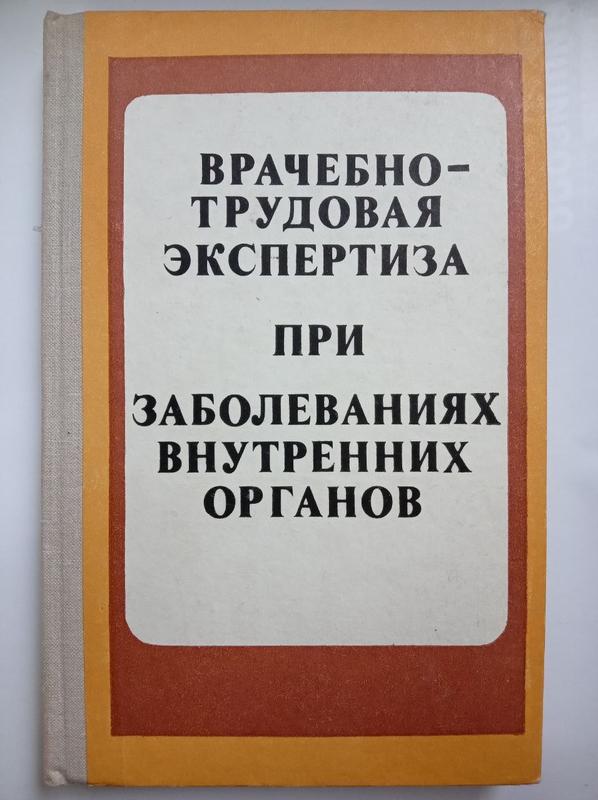 ВРАЧЕБНО-
ТРУДОВАЯ
ЭКСПЕРТИЗА
ПРИ
ЗАБОЛЕВАНИЯХ
ВНУТРЕННИХ
ОРГАНОВ